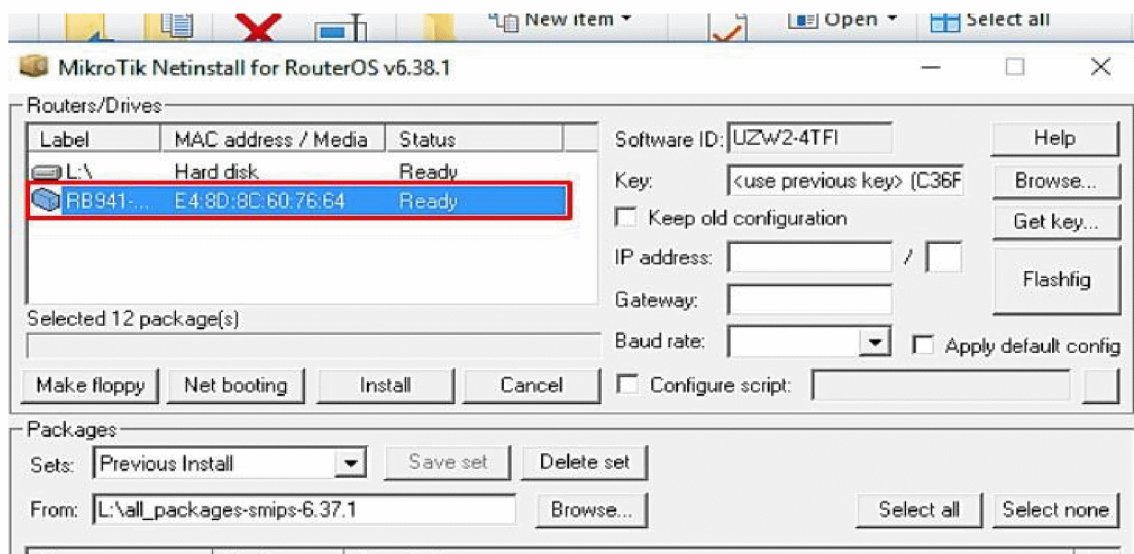 New item Open Select all
MikroTik Netinstall for RouterOS v6.38.1
Routers/Drives
Label MAC address / Media Status
L:\ Hard disk Ready
RB941-... E4:8D:8C:60:76:64 Ready
Selected 12 package(s)
Make floppy Net booting Install Cancel
Software ID: UZW2-4TFI Help
Key: <use previous key> (C36F Browse...
Keep old configuration Get key...
IP address: /
Flashfig
Gateway:
Baud rate: Apply default config
Configure script:
Packages
Sets: Previous Install Save set Delete set
From: L:\all_packages-smips-6.37.1 Browse... Select all Select none